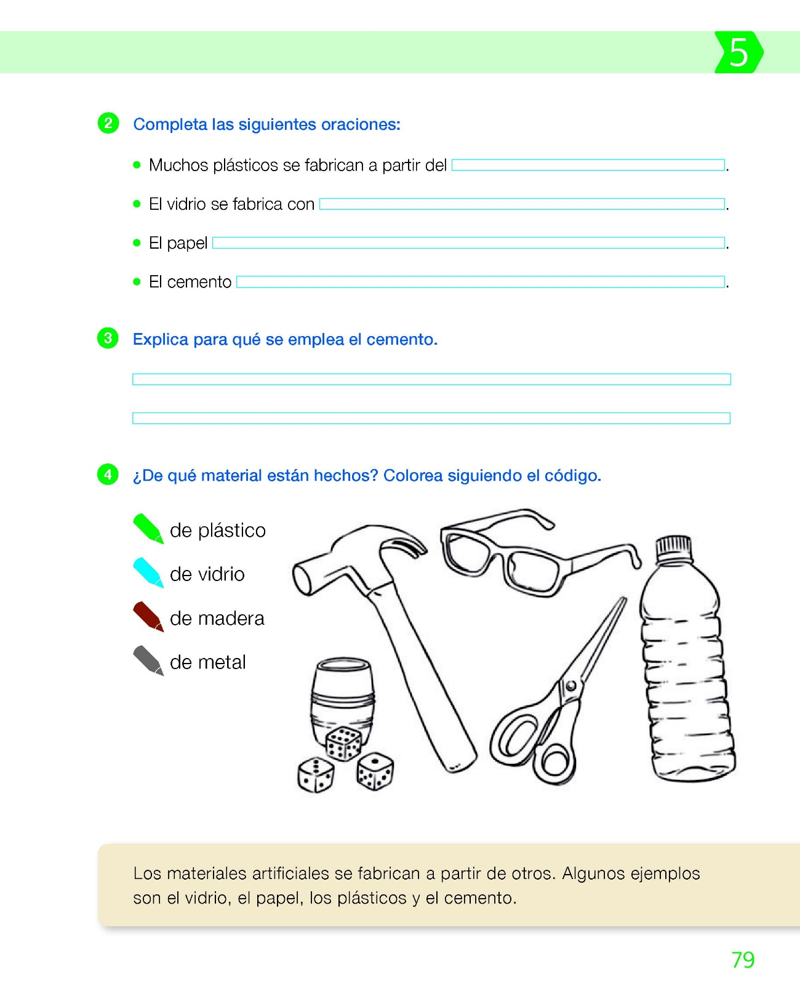 5
2 Completa las siguientes oraciones:
• Muchos plásticos se fabrican a partir del .
• El vidrio se fabrica con .
• El papel .
• El cemento .
3 Explica para qué se emplea el cemento.
4 ¿De qué material están hechos? Colorea siguiendo el código.
de plástico
de vidrio
de madera
de metal
Los materiales artificiales se fabrican a partir de otros. Algunos ejemplos
son el vidrio, el papel, los plásticos y el cemento.
79